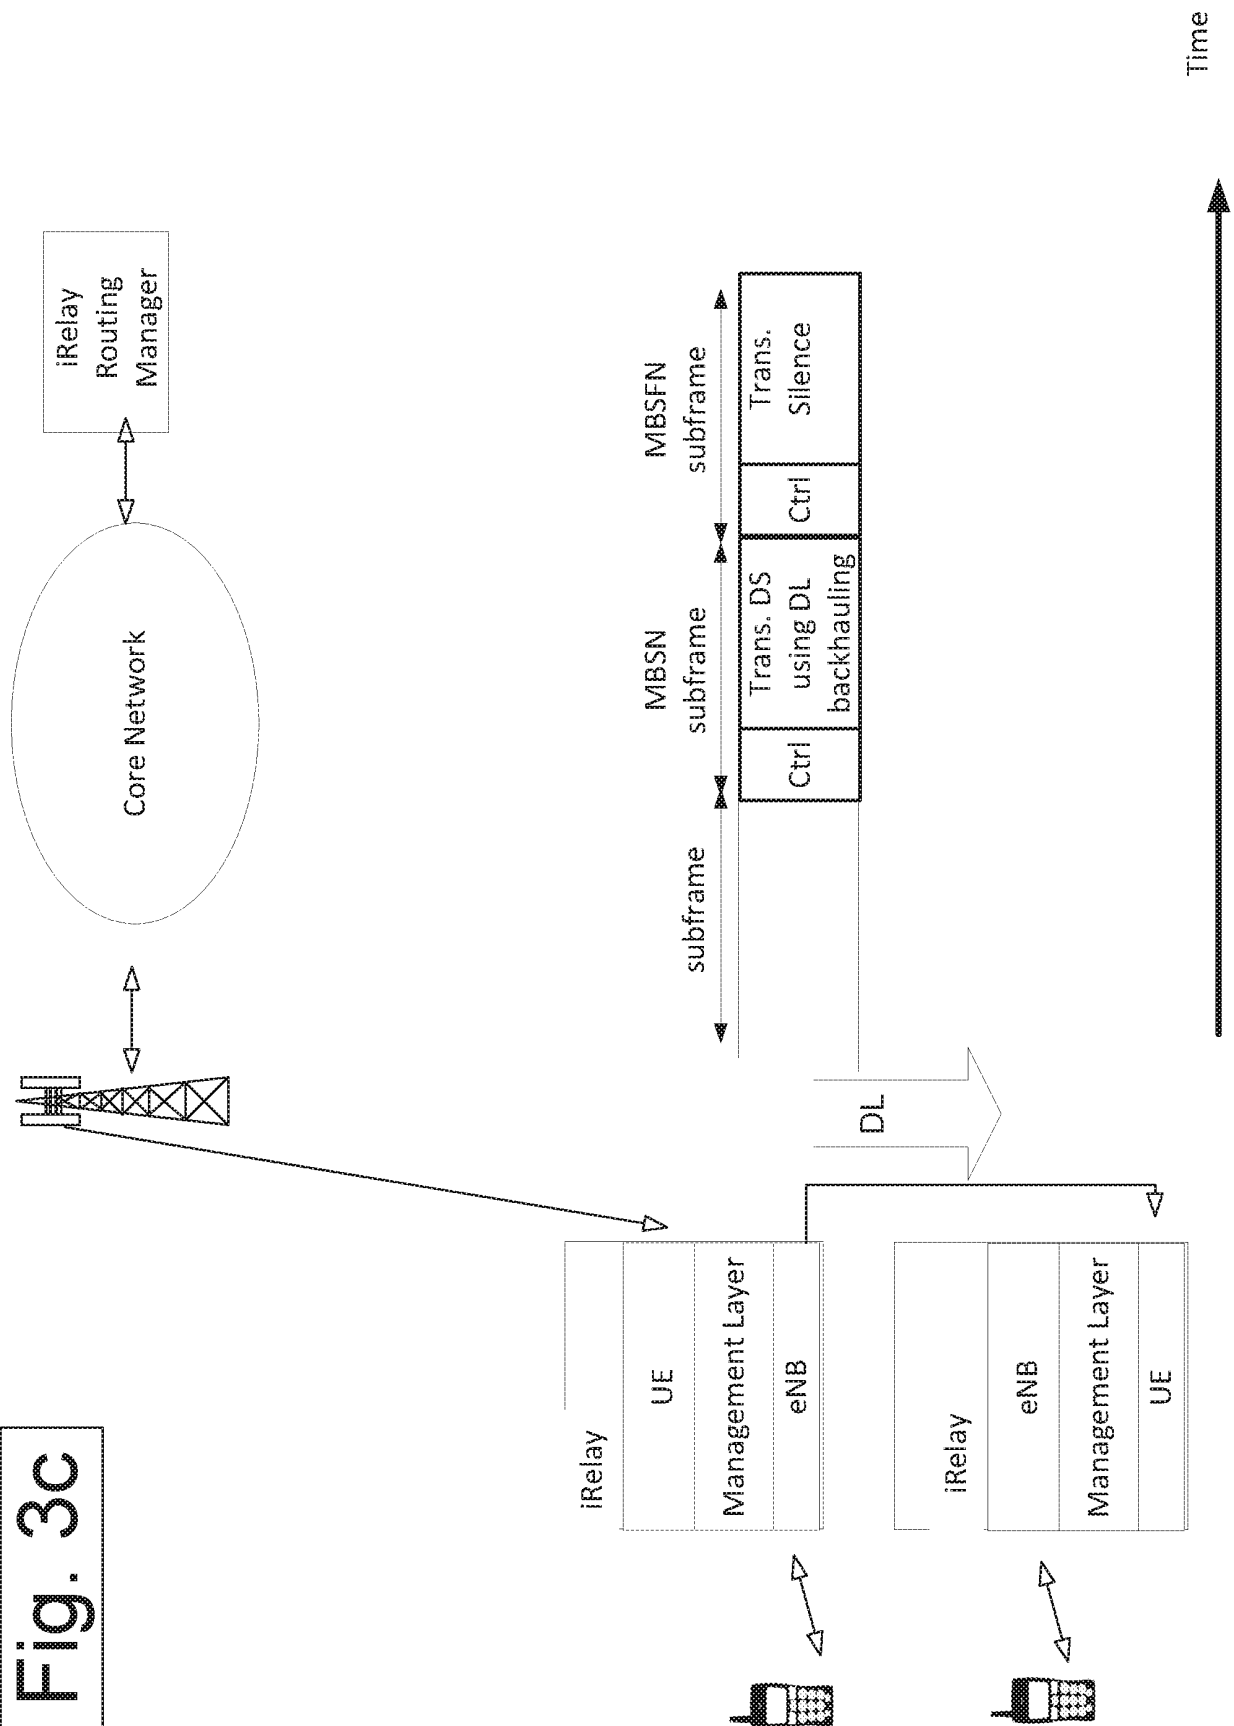 Fig. 3c
Core Network
iRelay
Routing
Manager
iRelay
UE
Management Layer
eNB
DL
subframe
MBSN
subframe
MBSFN
subframe
Ctrl
Trans. DS
using DL
backhauling
Ctrl
Trans.
Silence
iRelay
eNB
Management Layer
UE
Time